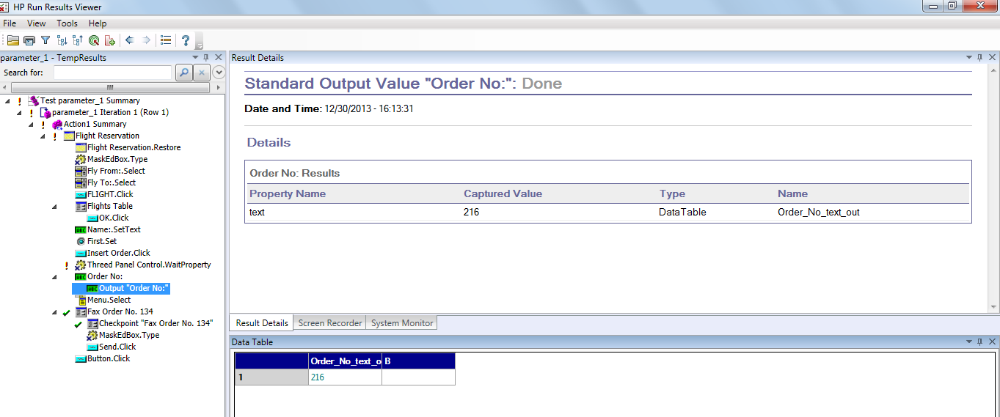 HP Run Results Viewer
File View Tools Help
parameter_1 - TempResults
Search for:
Test parameter_1 Summary
parameter_1 Iteration 1 (Row 1)
Action1 Summary
Flight Reservation
Flight Reservation.Restore
MaskEdBox.Type
Fly From:.Select
Fly To:.Select
FLIGHT.Click
Flights Table
OK.Click
Name:.SetText
First.Set
Insert Order.Click
Threed Panel Control.WaitProperty
Order No:
Output "Order No:"
Menu.Select
Fax Order No. 134
Checkpoint "Fax Order No. 134"
MaskEdBox.Type
Send.Click
Button.Click
Result Details
Standard Output Value "Order No:": Done
Date and Time: 12/30/2013 - 16:13:31
Details
Order No: Results
Property Name Captured Value Type Name
text 216 DataTable Order_No_text_out
Result Details Screen Recorder System Monitor
Data Table
Order_No_text_o B
1 216